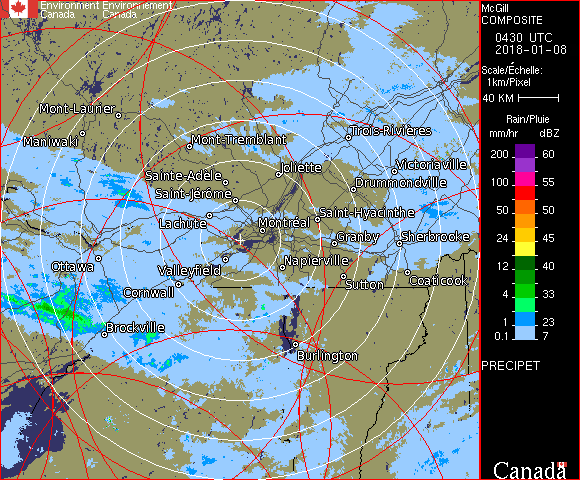 Environment Environnement
Canada Canada
Mont-Laurier
Maniwaki
Mont-Tremblant
Trois-Rivières
Joliette
Victoriaville
Sainte-Adèle
Drummondville
Saint-Jérôme
Saint-Hyacinthe
Lachute
Montréal
Granby
Sherbrooke
Ottawa
Valleyfield
Napierville
Cornwall
Sutton
Coaticook
Brockville
Burlington
McGill
COMPOSITE
0430 UTC
2018-01-08
Scale/Échelle:
1km/Pixel
40 KM
Rain/Pluie
mm/hr dBZ
200 60
100 55
50 50
24 45
12 40
4 33
1 23
0.1 7
PRECIPET
Canada